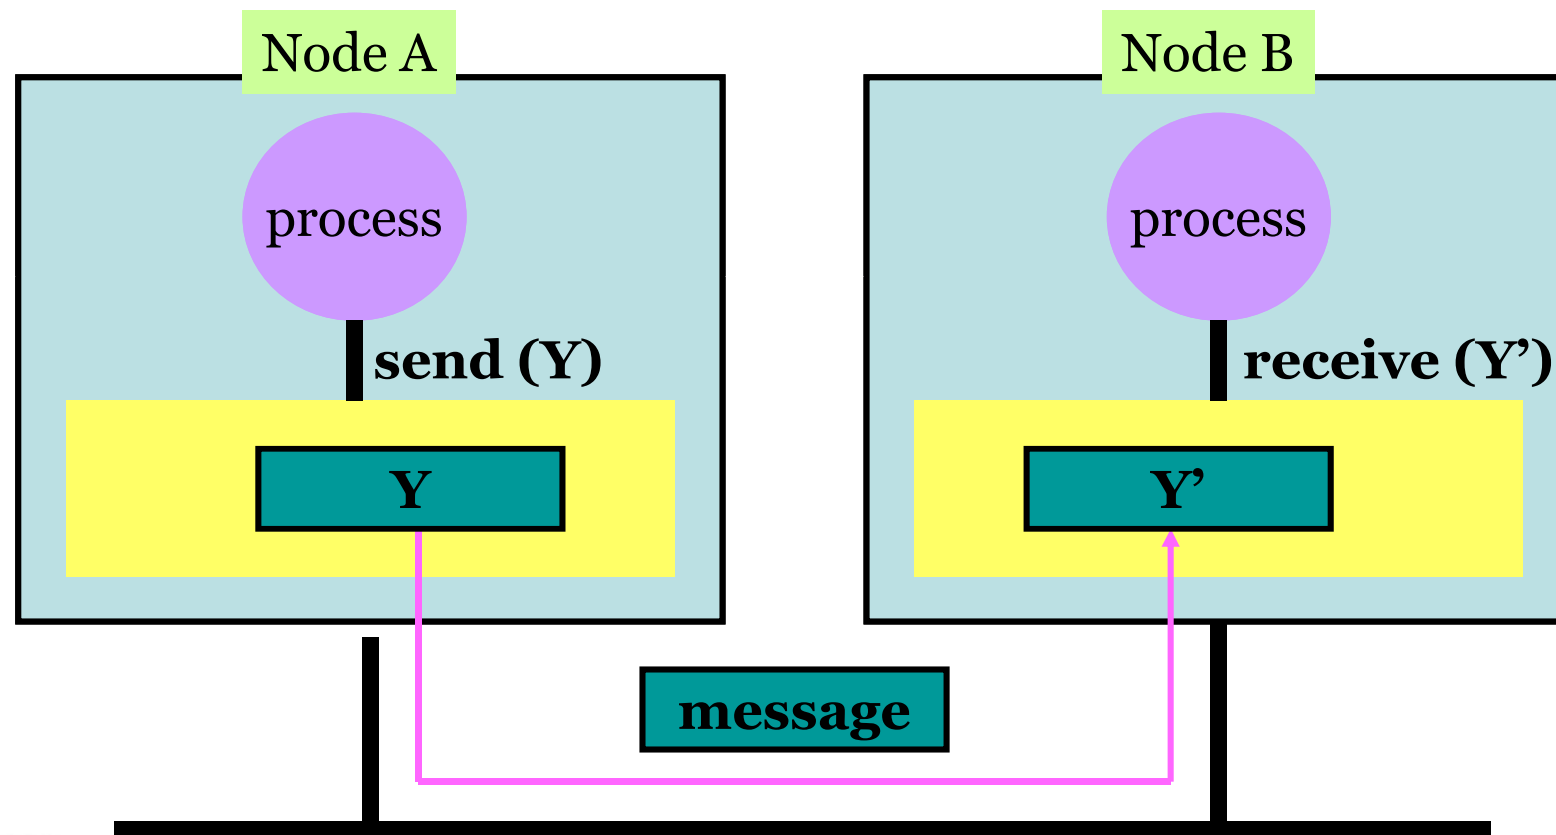 Node A
Node B
process
process
send (Y)
receive (Y’)
Y
Y’
message